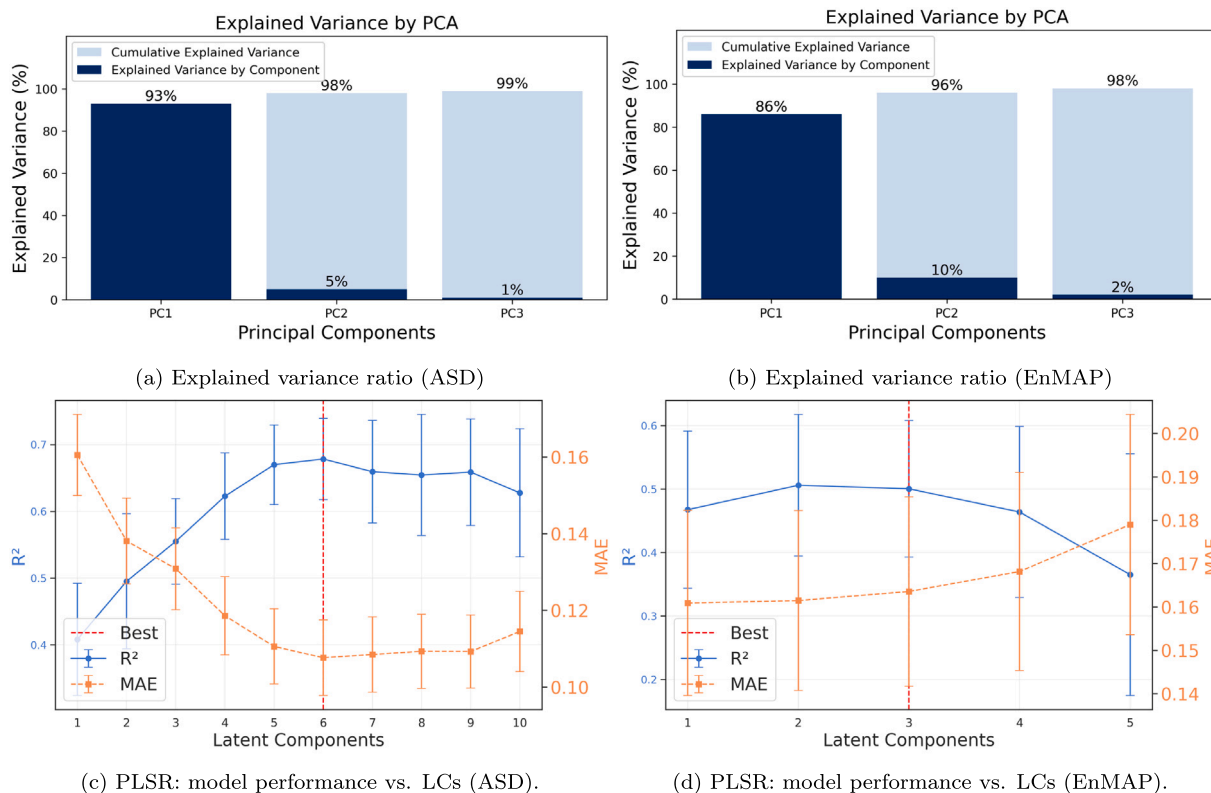 Explained Variance by PCA
Cumulative Explained Variance
Explained Variance by Component
93%
98%
99%
5%
1%
100
80
60
40
20
0
Explained Variance (%)
PC1 PC2 PC3
Principal Components
(a) Explained variance ratio (ASD)
Explained Variance by PCA
Cumulative Explained Variance
Explained Variance by Component
86%
96%
98%
10%
2%
100
80
60
40
20
0
Explained Variance (%)
PC1 PC2 PC3
Principal Components
(b) Explained variance ratio (EnMAP)
0.7
0.6
0.5
0.4
R²
0.16
0.14
0.12
0.10
MAE
Best
R²
MAE
1 2 3 4 5 6 7 8 9 10
Latent Components
(c) PLSR: model performance vs. LCs (ASD).
0.6
0.5
0.4
0.3
0.2
R²
0.20
0.19
0.18
0.17
0.16
0.15
0.14
MAE
Best
R²
MAE
1 2 3 4 5
Latent Components
(d) PLSR: model performance vs. LCs (EnMAP).